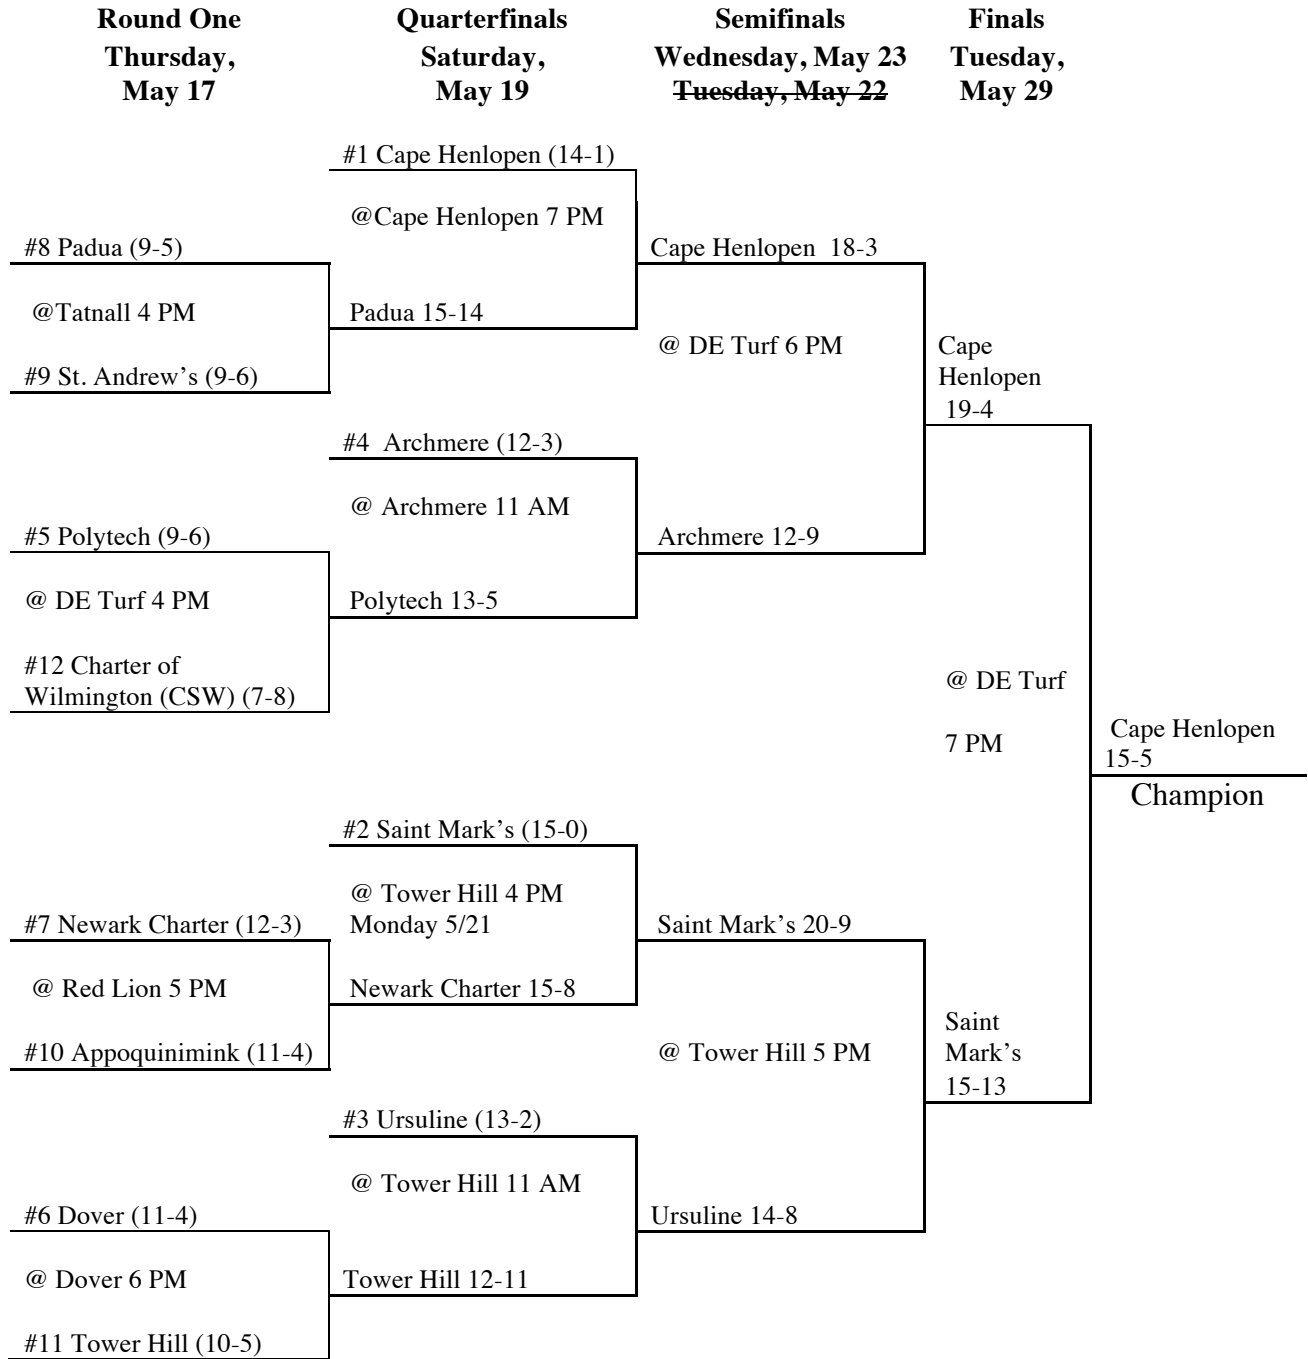 Round One
Thursday,
May 17
Quarterfinals
Saturday,
May 19
Semifinals
Wednesday, May 23
Tuesday, May 22
Finals
Tuesday,
May 29
#8 Padua (9-5)
@Tatnall 4 PM
#9 St. Andrew’s (9-6)
#5 Polytech (9-6)
@ DE Turf 4 PM
#12 Charter of
Wilmington (CSW) (7-8)
#7 Newark Charter (12-3)
@ Red Lion 5 PM
#10 Appoquinimink (11-4)
#6 Dover (11-4)
@ Dover 6 PM
#11 Tower Hill (10-5)
#1 Cape Henlopen (14-1)
@Cape Henlopen 7 PM
Padua 15-14
#4 Archmere (12-3)
@ Archmere 11 AM
Polytech 13-5
#2 Saint Mark’s (15-0)
@ Tower Hill 4 PM
Monday 5/21
Newark Charter 15-8
#3 Ursuline (13-2)
@ Tower Hill 11 AM
Tower Hill 12-11
Cape Henlopen 18-3
@ DE Turf 6 PM
Archmere 12-9
Saint Mark’s 20-9
@ Tower Hill 5 PM
Ursuline 14-8
Cape
Henlopen
19-4
@ DE Turf
7 PM
Saint
Mark’s
15-13
Cape Henlopen
15-5
Champion